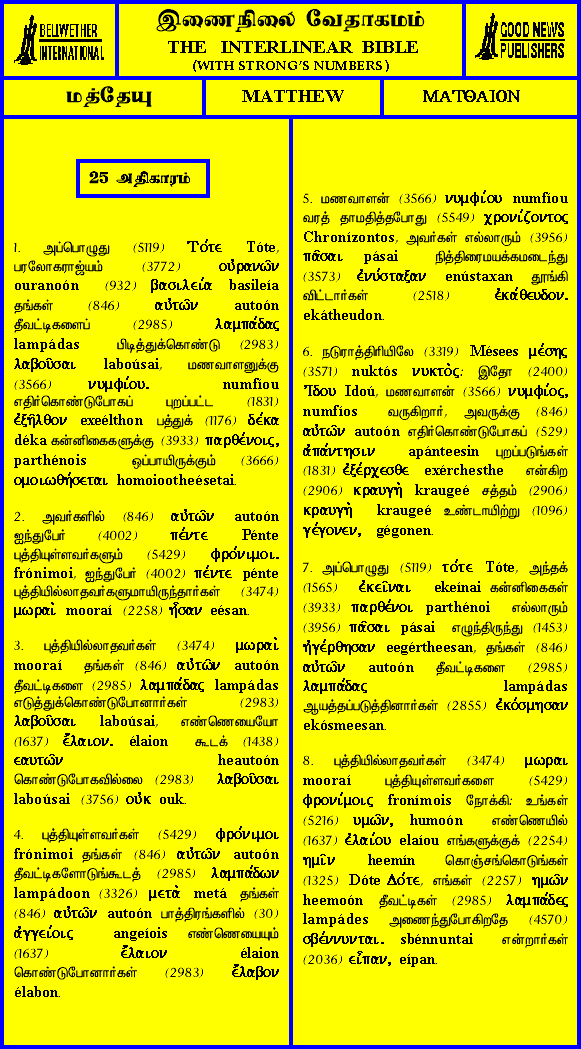 BELLWETHER
INTERNATIONAL
இணைநிலை வேதாகமம்
THE INTERLINEAR BIBLE
(WITH STRONG'S NUMBERS)
GOOD NEWS
PUBLISHERS
மத்தேயு
MATTHEW
ΜΑΤΘΑΙΟΝ
25 அதிகாரம்
1. அப்பொழுது (5119) Τότε Tóte,
பரலோகராஜ்யம் (3772) οὐρανῶν
ouranoón (932) βασιλεία basileía
தங்கள் (846) αὐτῶν autoón
தீவட்டிகளைப் (2985) λαμπάδας
lampádas பிடித்துக்கொண்டு (2983)
λαβοῦσαι laboúsai, மணவாளனுக்கு
(3566) νυμφίου. numfíou
எதிர்கொண்டுபோகப் புறப்பட்ட (1831)
ἐξῆλθον exeélthon பத்துக் (1176) δέκα
déka கன்னிகைகளுக்கு (3933) παρθένοις,
parthénois ஒப்பாயிருக்கும் (3666)
ομοιωθήσεται homoiootheésetai.
2. அவர்களில் (846) αὐτῶν autoón
ஐந்துபேர் (4002) πέντε Pénte
புத்தியுள்ளவர்களும் (5429) φρόνιμοι.
frónimoi, ஐந்துபேர் (4002) πέντε pénte
புத்தியில்லாதவர்களுமாயிருந்தார்கள் (3474)
μωραὶ mooraí (2258) ἦσαν eésan.
3. புத்தியில்லாதவர்கள் (3474) μωραὶ
mooraí தங்கள் (846) αὐτῶν autoón
தீவட்டிகளை (2985) λαμπάδας lampádas
எடுத்துக்கொண்டுபோனார்கள் (2983)
λαβοῦσαι laboúsai, எண்ணெயையோ
(1637) ἔλαιον. élaion கூடக் (1438)
εαυτῶν heautoón
கொண்டுபோகவில்லை (2983) λαβοῦσαι
laboúsai (3756) οὐκ ouk.
4. புத்தியுள்ளவர்கள் (5429) φρόνιμοι
frónimoi தங்கள் (846) αὐτῶν autoón
தீவட்டிகளோடுங்கூடத் (2985) λαμπάδων
lampádoon (3326) μετὰ metá தங்கள்
(846) αὐτῶν autoón பாத்திரங்களில் (30)
ἀγγείοις angeíois எண்ணெயையும்
(1637) ἔλαιον élaion
கொண்டுபோனார்கள் (2983) ἔλαβον
élabon.
5. மணவாளன் (3566) νυμφίου numfíou
வரத் தாமதித்தபோது (5549) χρονίζοντος
Chronízontos, அவர்கள் எல்லாரும் (3956)
πᾶσαι pásai நித்திரைமயக்கமடைந்து
(3573) ἐνύσταξαν enústaxan தூங்கி
விட்டார்கள் (2518) ἐκάθευδον.
ekátheudon.
6. நடுராத்திரியிலே (3319) Mésees μέσης
(3571) nuktós νυκτὸς: இதோ (2400)
Ἰδου Idoú, மணவாளன் (3566) νυμφίος,
numfíos வருகிறார், அவருக்கு (846)
αὐτῶν autoón எதிர்கொண்டுபோகப் (529)
ἀπάντησιν apánteesin புறப்படுங்கள்
(1831) ἐξέρχεσθε exérchesthe என்கிற
(2906) κραυγὴ kraugeé சத்தம் (2906)
κραυγὴ kraugeé உண்டாயிற்று (1096)
γέγονεν, gégonen.
7. அப்பொழுது (5119) τότε Tóte, அந்தக்
(1565) ἐκεῖναι ekeínai கன்னிகைகள்
(3933) παρθένοι parthénoi எல்லாரும்
(3956) πᾶσαι pásai எழுந்திருந்து (1453)
ἠγέρθησαν eegértheesan, தங்கள் (846)
αὐτῶν autoón தீவட்டிகளை (2985)
λαμπάδας lampádas
ஆயத்தப்படுத்தினார்கள் (2855) ἐκόσμησαν
ekósmeesan.
8. புத்தியில்லாதவர்கள் (3474) μωραι
mooraí புத்தியுள்ளவர்களை (5429)
φρονίμοις fronímois நோக்கி: உங்கள்
(5216) υμῶν, humoón எண்ணெயில்
(1637) ἐλαίου elaíou எங்களுக்குக் (2254)
ημῖν heemín கொஞ்சங்கொடுங்கள்
(1325) Dóte Δότε, எங்கள் (2257) ημῶν
heemoón தீவட்டிகள் (2985) λαμπάδες
lampádes அணைந்துபோகிறதே (4570)
σβέννυνται. sbénnuntai என்றார்கள்
(2036) εἶπαν, eípan.